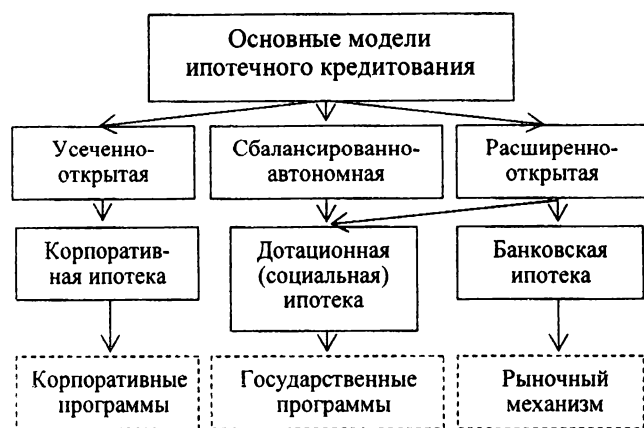 Основные модели
ипотечного кредитования
Усеченно-
открытая
Сбалансированно-
автономная
Расширенно-
открытая
Корпоратив-
ная ипотека
Дотационная
(социальная)
ипотека
Банковская
ипотека
Корпоративные
программы
Государственные
программы
Рыночный
механизм